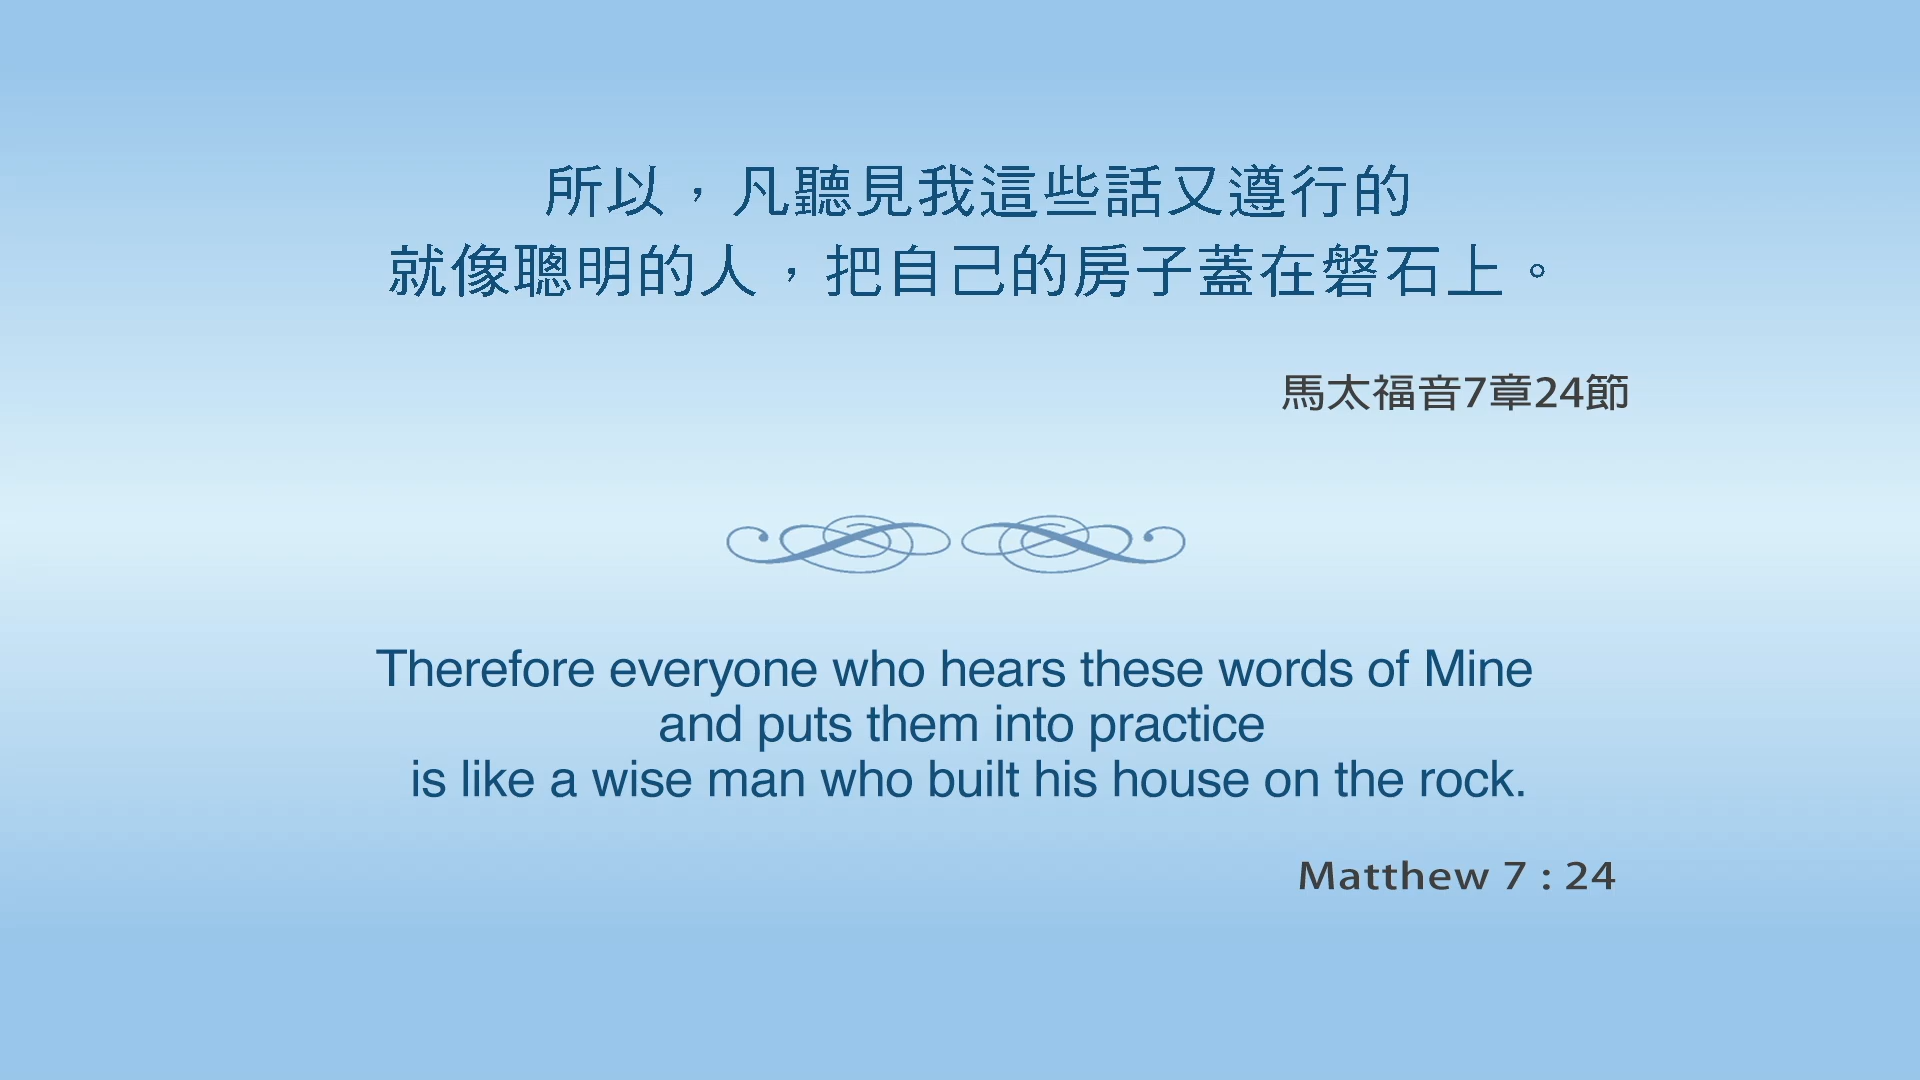 所以，凡聽見我這些話又遵行的
就像聰明的人，把自己的房子蓋在磐石上。
馬太福音7章24節
Therefore everyone who hears these words of Mine
and puts them into practice
is like a wise man who built his house on the rock.
Matthew 7 : 24